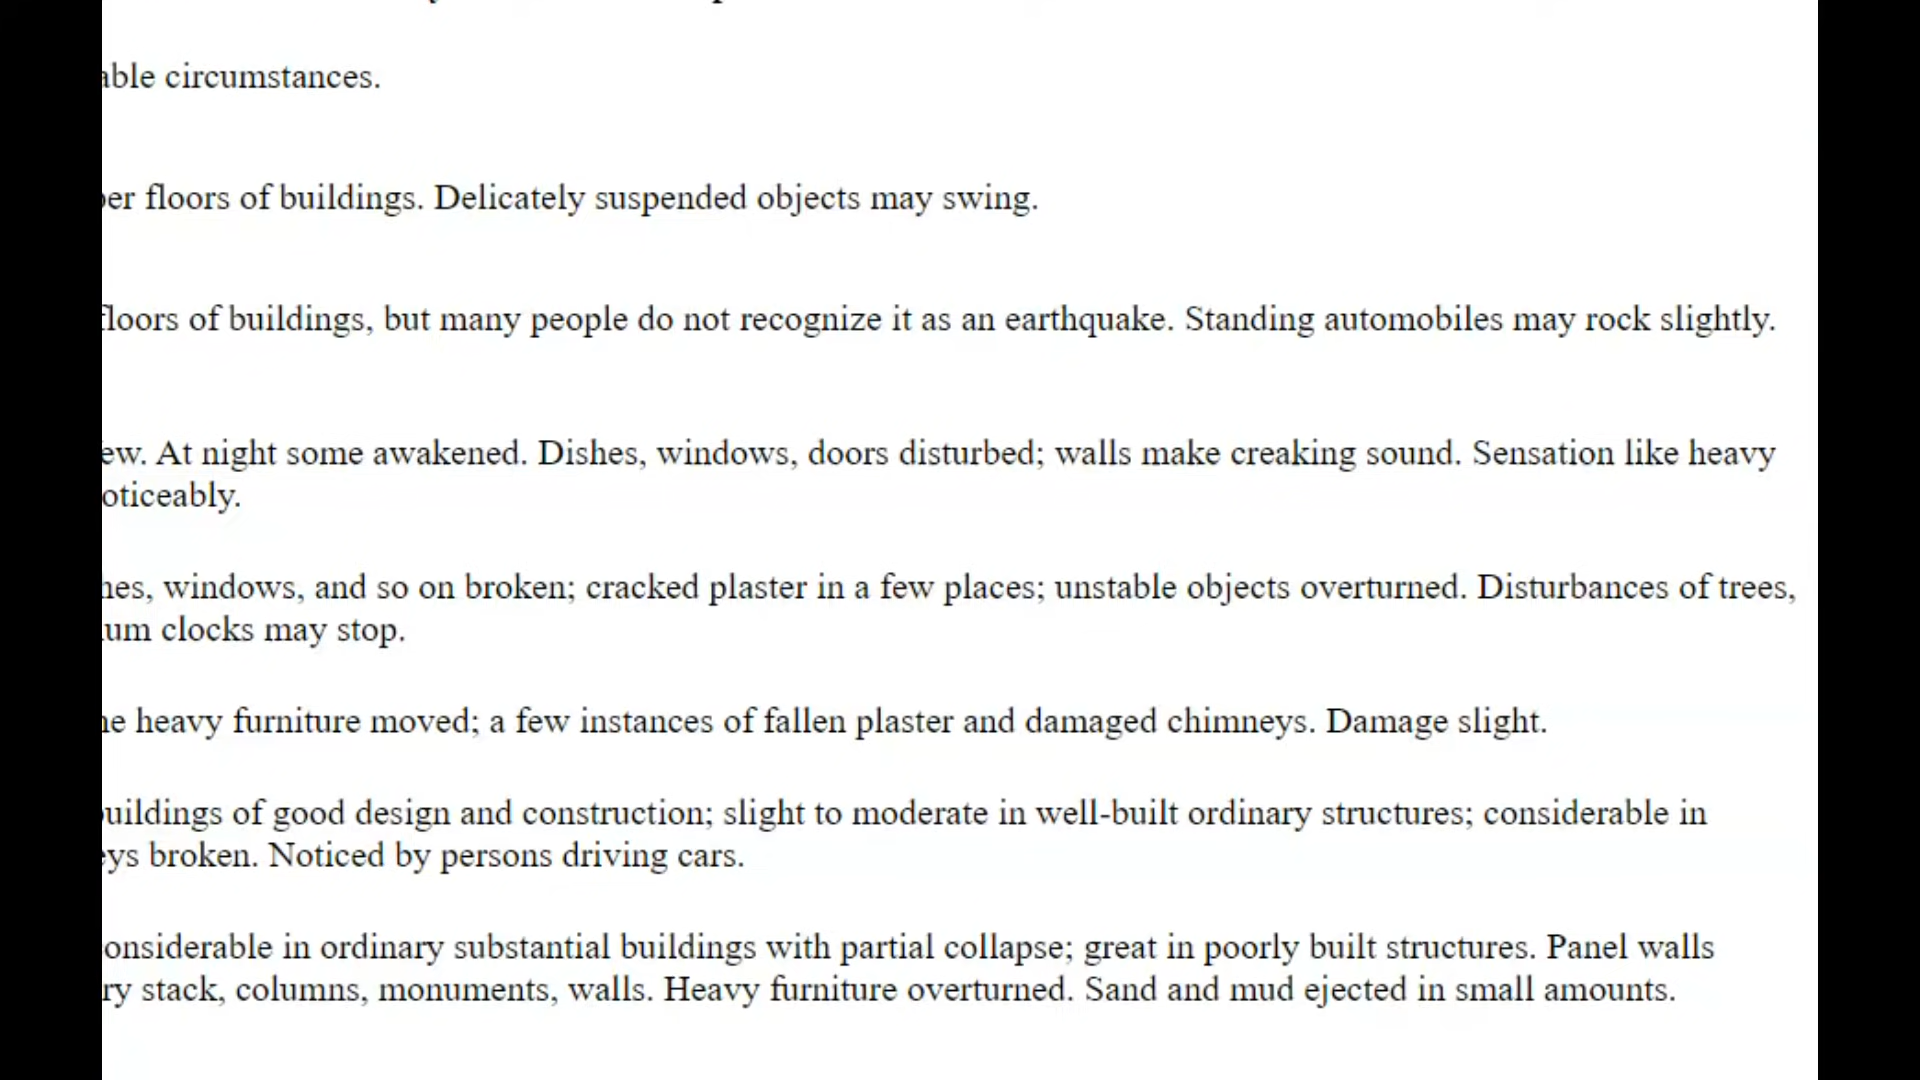 circumstances.
floors of buildings. Delicately suspended objects may swing.
floors of buildings, but many people do not recognize it as an earthquake. Standing automobiles may rock slightly.
At night some awakened. Dishes, windows, doors disturbed; walls make creaking sound. Sensation like heavy
oticeably.
windows, and so on broken; cracked plaster in a few places; unstable objects overturned. Disturbances of trees,
um clocks may stop.
heavy furniture moved; a few instances of fallen plaster and damaged chimneys. Damage slight.
uildings of good design and construction; slight to moderate in well-built ordinary structures; considerable in
ys broken. Noticed by persons driving cars.
onsiderable in ordinary substantial buildings with partial collapse; great in poorly built structures. Panel walls
ry stack, columns, monuments, walls. Heavy furniture overturned. Sand and mud ejected in small amounts.